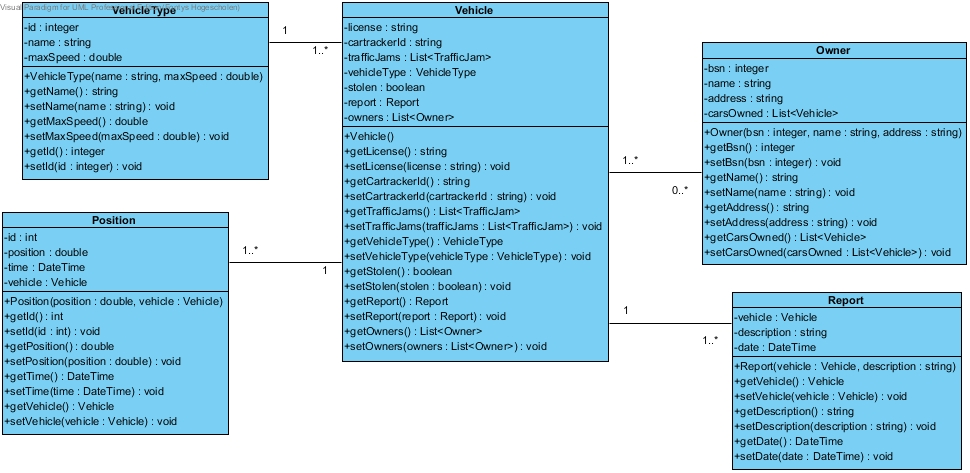 Visual Paradigm for UML Professional Edition(Fontys Hogescholen)
VehicleType
-id : integer
-name : string
-maxSpeed : double
+VehicleType(name : string, maxSpeed : double)
+getName() : string
+setName(name : string) : void
+getMaxSpeed() : double
+setMaxSpeed(maxSpeed : double) : void
+getId() : integer
+setId(id : integer) : void
1
1..*
Vehicle
-license : string
-cartrackerId : string
-trafficJams : List<TrafficJam>
-vehicleType : VehicleType
-stolen : boolean
-report : Report
-owners : List<Owner>
+Vehicle()
+getLicense() : string
+setLicense(license : string) : void
+getCartrackerId() : string
+setCartrackerId(cartrackerId : string) : void
+getTrafficJams() : List<TrafficJam>
+setTrafficJams(trafficJams : List<TrafficJam>) : void
+getVehicleType() : VehicleType
+setVehicleType(vehicleType : VehicleType) : void
+getStolen() : boolean
+setStolen(stolen : boolean) : void
+getReport() : Report
+setReport(report : Report) : void
+getOwners() : List<Owner>
+setOwners(owners : List<Owner>) : void
1..*
0..*
Owner
-bsn : integer
-name : string
-address : string
-carsOwned : List<Vehicle>
+Owner(bsn : integer, name : string, address : string)
+getBsn() : integer
+setBsn(bsn : integer) : void
+getName() : string
+setName(name : string) : void
+getAddress() : string
+setAddress(address : string) : void
+getCarsOwned() : List<Vehicle>
+setCarsOwned(carsOwned : List<Vehicle>) : void
Position
-id : int
-position : double
-time : DateTime
-vehicle : Vehicle
+Position(position : double, vehicle : Vehicle)
+getId() : int
+setId(id : int) : void
+getPosition() : double
+setPosition(position : double) : void
+getTime() : DateTime
+setTime(time : DateTime) : void
+getVehicle() : Vehicle
+setVehicle(vehicle : Vehicle) : void
1..*
1
1
1..*
Report
-vehicle : Vehicle
-description : string
-date : DateTime
+Report(vehicle : Vehicle, description : string)
+getVehicle() : Vehicle
+setVehicle(vehicle : Vehicle) : void
+getDescription() : string
+setDescription(description : string) : void
+getDate() : DateTime
+setDate(date : DateTime) : void